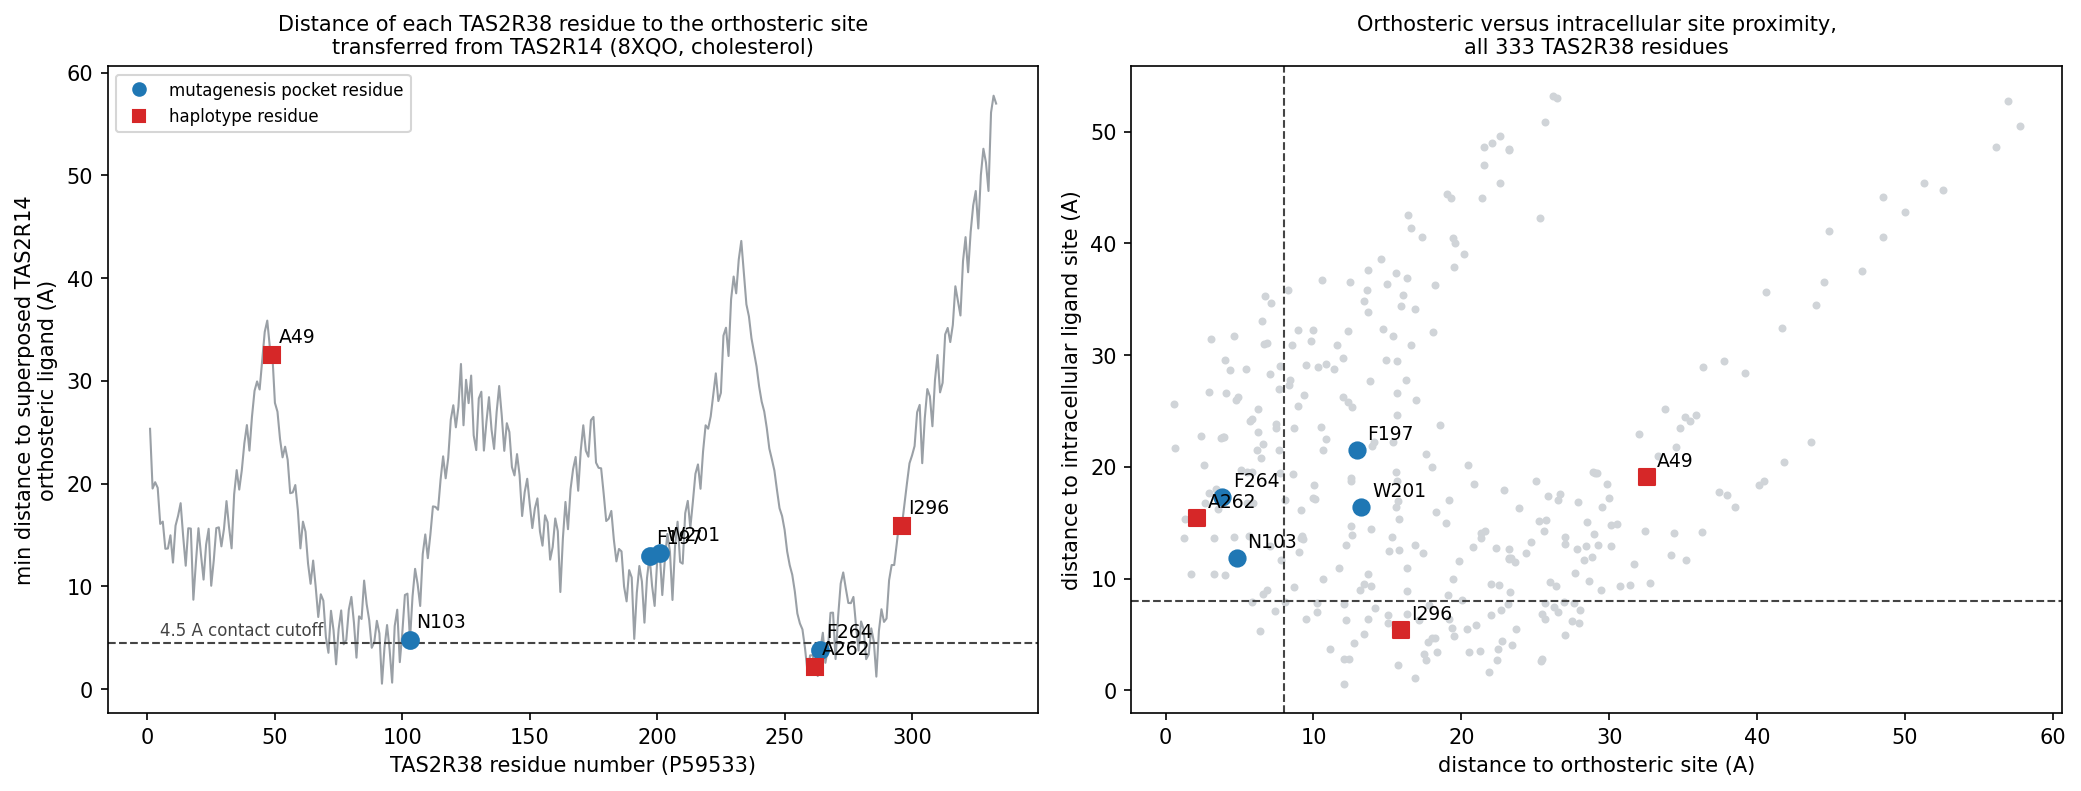 Distance of each TAS2R38 residue to the orthosteric site
transferred from TAS2R14 (8XQO, cholesterol)
min distance to superposed TAS2R14
orthosteric ligand (A)
60
50
40
30
20
10
0
mutagenesis pocket residue
haplotype residue
A49
I296
F197
W201
N103
F264
A262
4.5 A contact cutoff
0
50
100
150
200
250
300
TAS2R38 residue number (P59533)
Orthosteric versus intracellular site proximity,
all 333 TAS2R38 residues
distance to intracellular ligand site (A)
50
40
30
20
10
0
F197
A49
F264
W201
A262
N103
I296
0
10
20
30
40
50
60
distance to orthosteric site (A)